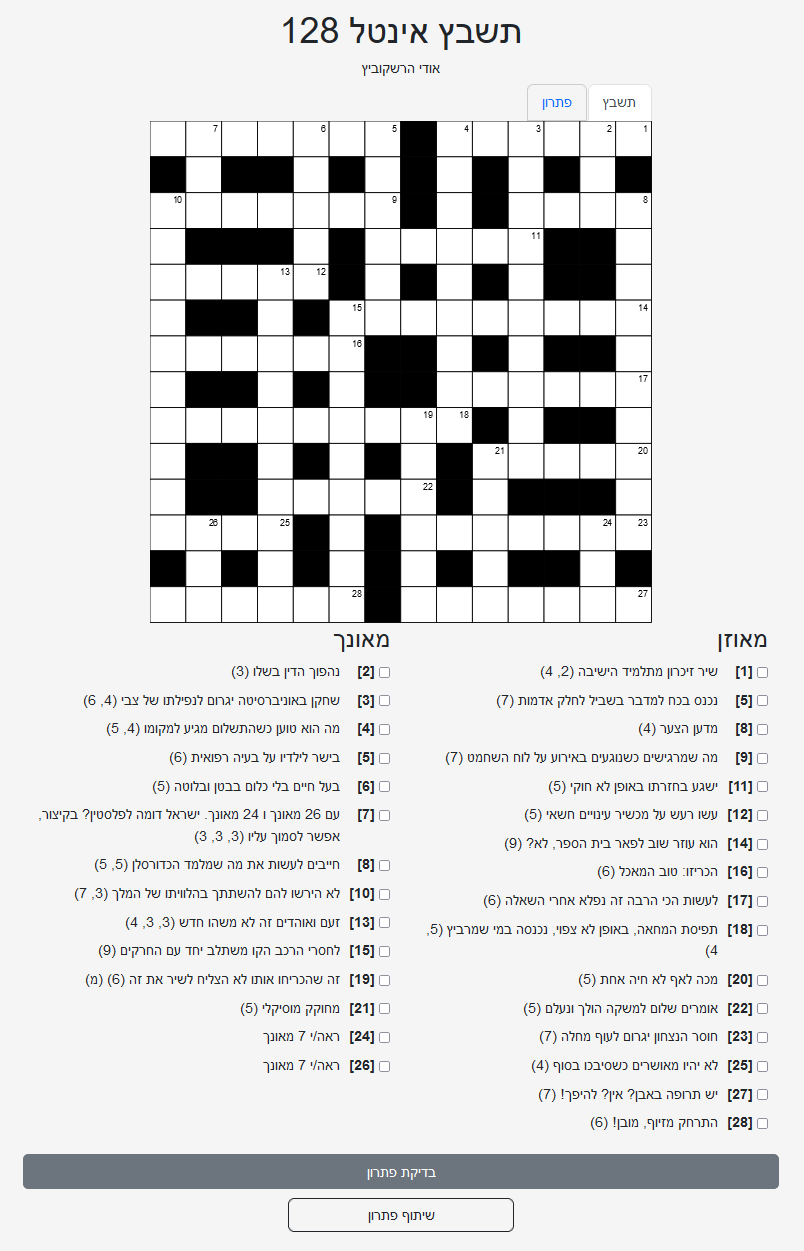 תשבץ אינטל 128
אודי הרשקוביץ
תשבץ
פתרון
1 2 3 4 5 6 7
8 9 10
11
12 13
14 15
16
17
18 19
20 21
22
23 24 25 26
27 28
מאוזן
[1] שיר זיכרון מתלמיד הישיבה (2, 4)
[5] נכנס בכח למדבר בשביל לחלק אדמות (7)
[8] מדען הצער (4)
[9] מה שמרגישים כשנוגעים באירוע על לוח השחמט (7)
[11] ישגע בחזרתו באופן לא חוקי (5)
[12] עשו רעש על מכשיר עינויים חשאי (5)
[14] הוא עוזר שוב לפאר בית הספר, לא? (9)
[16] הכריזו: טוב המאכל (6)
[17] לעשות הכי הרבה זה נפלא אחרי השאלה (6)
[18] תפיסת המחאה, באופן לא צפוי, נכנסה במי שמרביץ (5,
4)
[20] מכה לאף לא חיה אחת (5)
[22] אומרים שלום למשקה הולך ונעלם (5)
[23] חוסר הנצחון יגרום לעוף מחלה (7)
[25] לא יהיו מאושרים כשסיבכו בסוף (4)
[27] יש תרופה באבן? אין? להיפך! (7)
[28] התרחק מזיוף, מובן! (6)
מאונך
[2] נהפוך הדין בשלו (3)
[3] שחקן באוניברסיטה יגרום לנפילתו של צבי (4, 6)
[4] מה הוא טוען כשהתשלום מגיע למקומו (4, 5)
[5] בישר לילדיו על בעיה רפואית (6)
[6] בעל חיים בלי כלום בבטן ובלוטה (5)
[7] עם 26 מאונך ו 24 מאונך. ישראל דומה לפלסטין? בקיצור,
אפשר לסמוך עליו (3, 3, 3)
[8] חייבים לעשות את מה שמלמד הכדורסלן (5, 5)
[10] לא הירשו להם להשתתך בהלוויתו של המלך (3, 7)
[13] זעם ואוהדים זה לא משהו חדש (3, 3, 4)
[15] לחסרי הרכב הקו משתלב יחד עם החרקים (9)
[19] זה שהכריחו אותו לא הצליח לשיר את זה (6) (מ)
[21] מחוקק מוסיקלי (5)
[24] ראה/י 7 מאונך
[26] ראה/י 7 מאונך
בדיקת פתרון
שיתוף פתרון